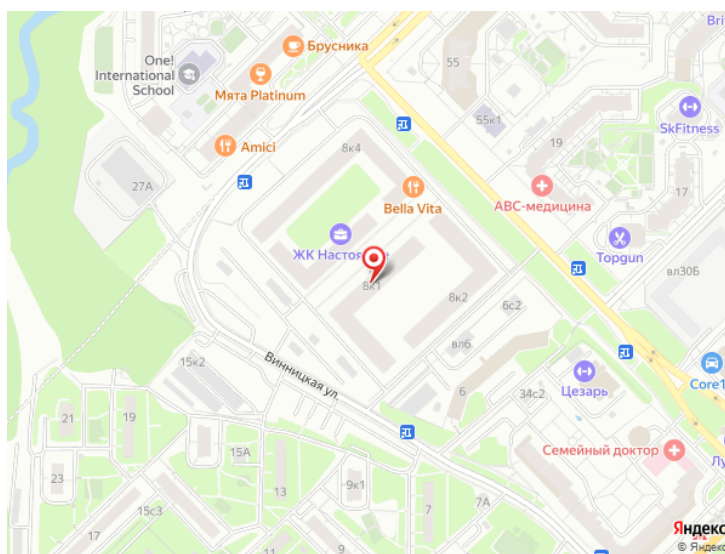 Брусника
Brit
One!
International
School
55
Мята Platinum
SkFitness
55к1
19
Amici
8к4
17
27А
Bella Vita
АВС-медицина
ЖК Настоя
е
Topgun
вл30Б
8к1
8к2
6с2
вл6
15к2
Винницкая ул.
Цезарь
Core1
34с2
6
21
19
15А
Семейный доктор
Лу
23
13
9к1
7
7А
17
15с3
Яндекс
© Яндекс